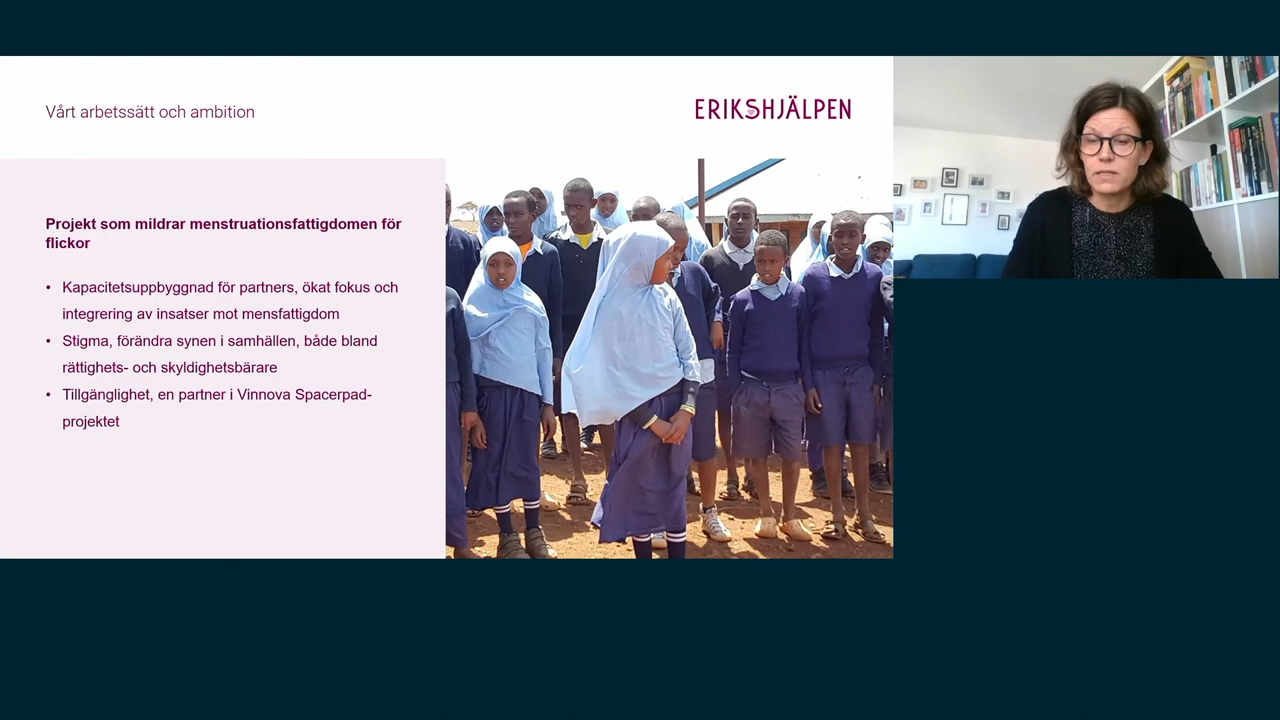 Vårt arbetssätt och ambition
ERIKSHJÄLPEN
Projekt som mildrar menstruationsfattigdomen för
flickor
• Kapacitetsuppbyggnad för partners, ökat fokus och
integrering av insatser mot mensfattigdom
• Stigma, förändra synen i samhällen, både bland
rättighets- och skyldighetsbärare
• Tillgänglighet, en partner i Vinnova Spacerpad-
projektet